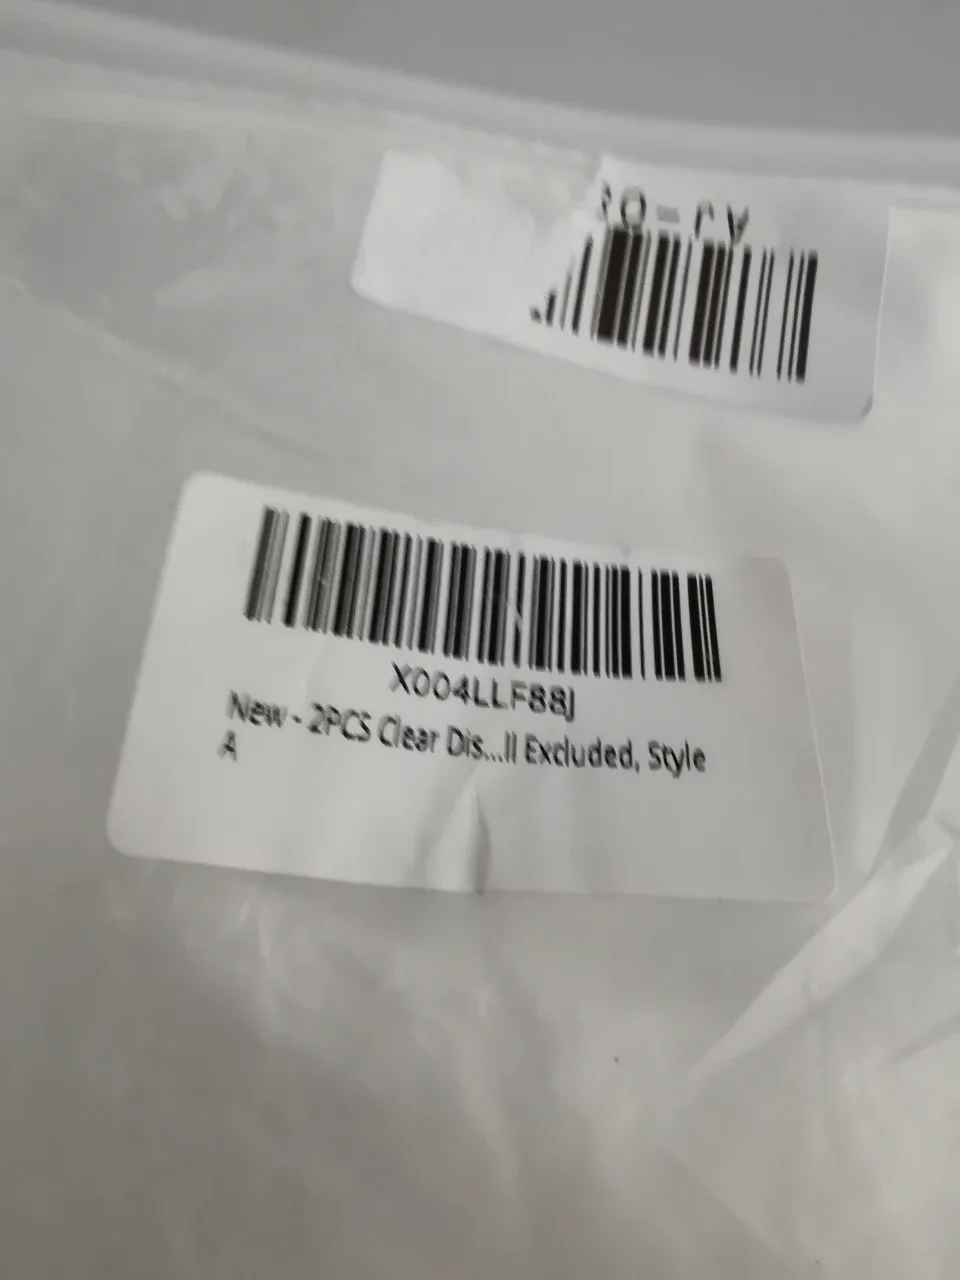 X004LLF88J
New - 2PCS Clear Dis...ll Excluded, Style
A